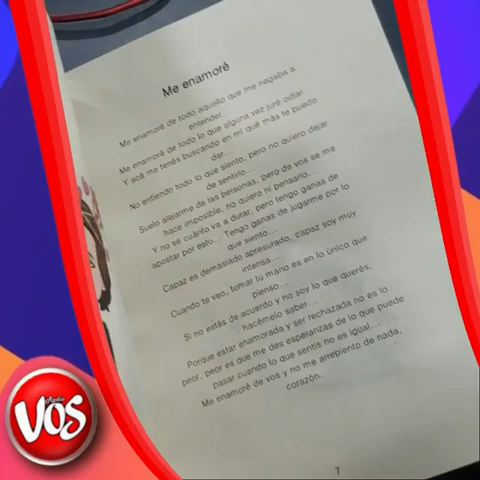 Me enamoré
Me enamoré de todo aquello que me negaba a
entender...
Me enamoré de todo lo que alguna vez juré odiar...
Y acá me tenés buscando en mí qué más te puedo
dar...
No entiendo todo lo que siento, pero no quiero dejar
de sentirlo...
Suelo alejarme de las personas, pero de vos se me
hace imposible, no quiero ni pensarlo...
Y no sé cuánto va a durar, pero tengo ganas de
apostar por esto... Tengo ganas de jugarme por lo
que siento...
Capaz es demasiado apresurado, capaz soy muy
intensa...
Cuando te veo, tomar tu mano es en lo único que
pienso...
Si no estás de acuerdo y no soy lo que querés,
hacémelo saber...
Porque estar enamorada y ser rechazada no es lo
peor, peor es que me des esperanzas de lo que puede
pasar cuando lo que sentís no es igual...
Me enamoré de vos y no me arrepiento de nada,
corazón.
7
Radio
VOS